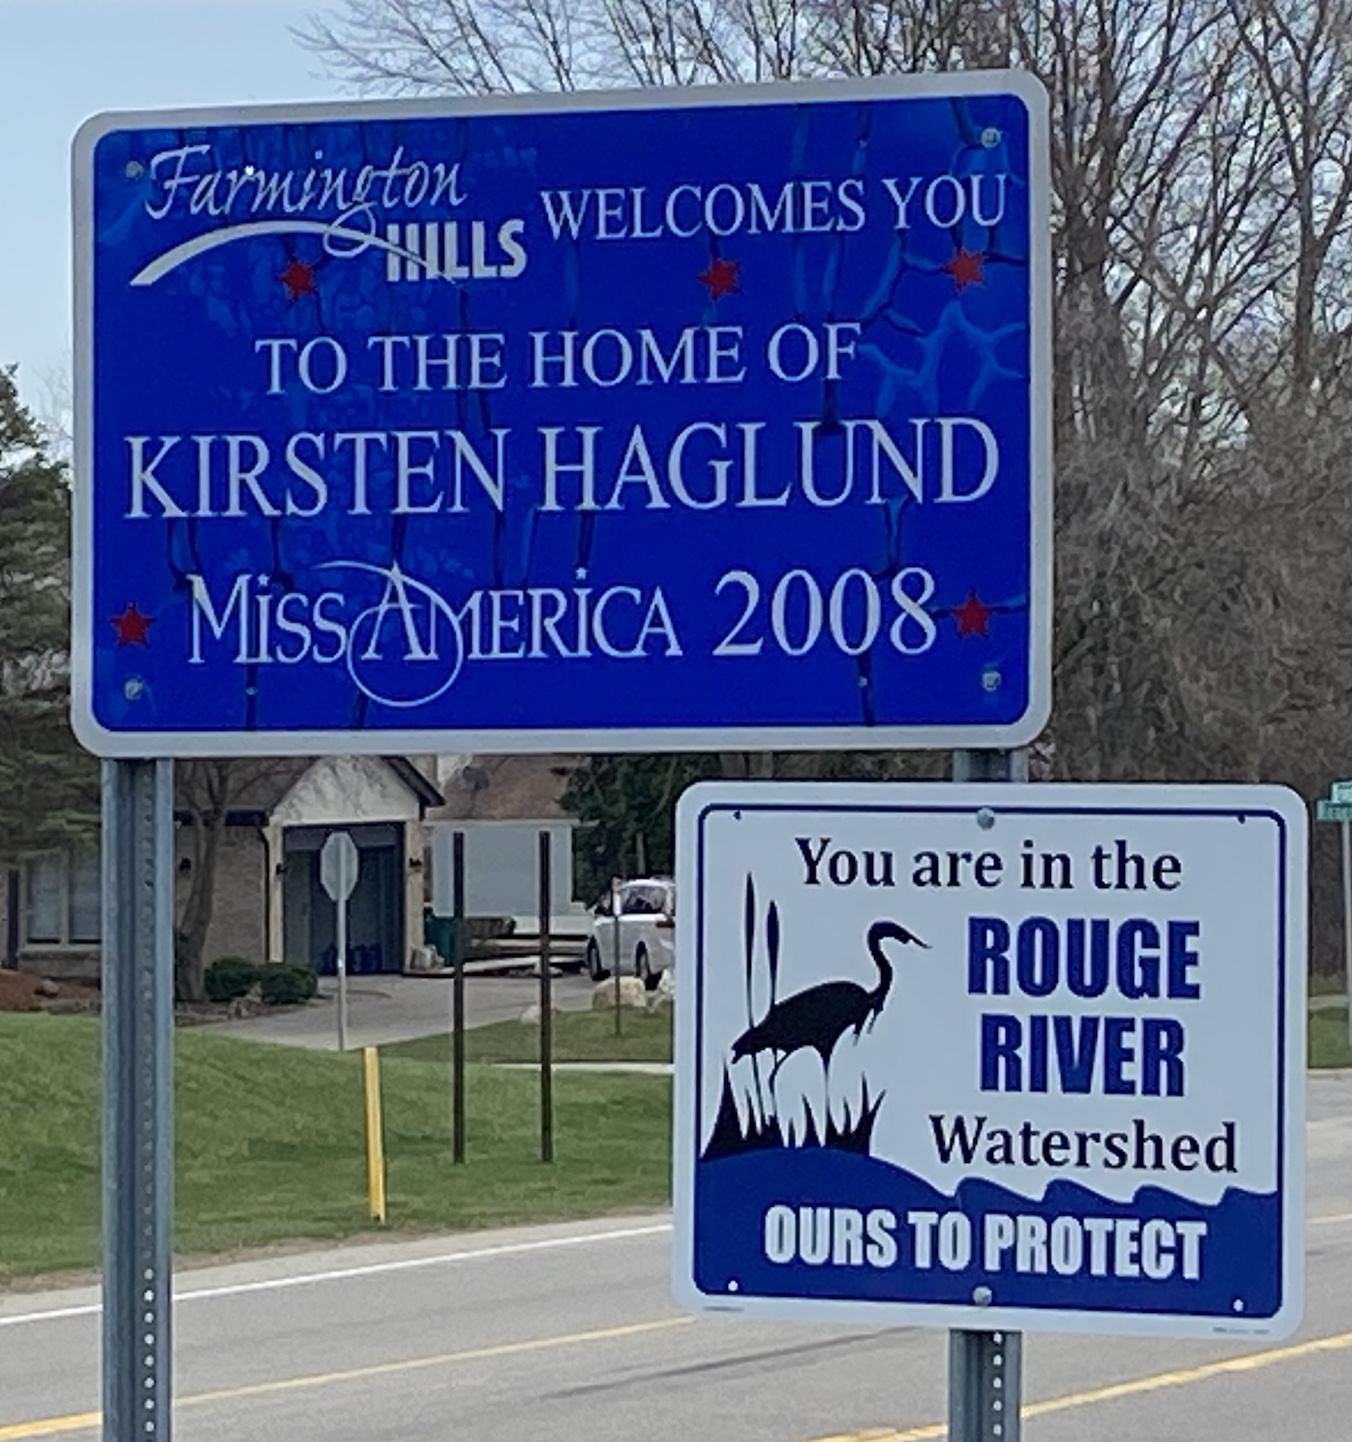 Farmington
HILLS WELCOMES YOU
TO THE HOME OF
KIRSTEN HAGLUND
MISS AMERICA 2008
You are in the
ROUGE
RIVER
Watershed
OURS TO PROTECT